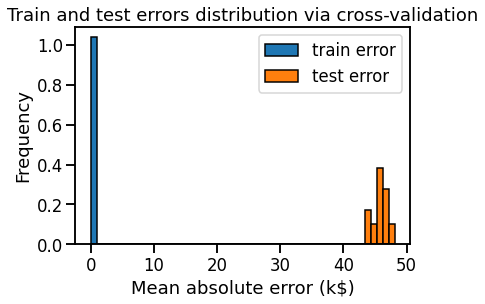 Train and test errors distribution via cross-validation
train error
test error
Frequency
1.0
0.8
0.6
0.4
0.2
0.0
0 10 20 30 40 50
Mean absolute error (k$)